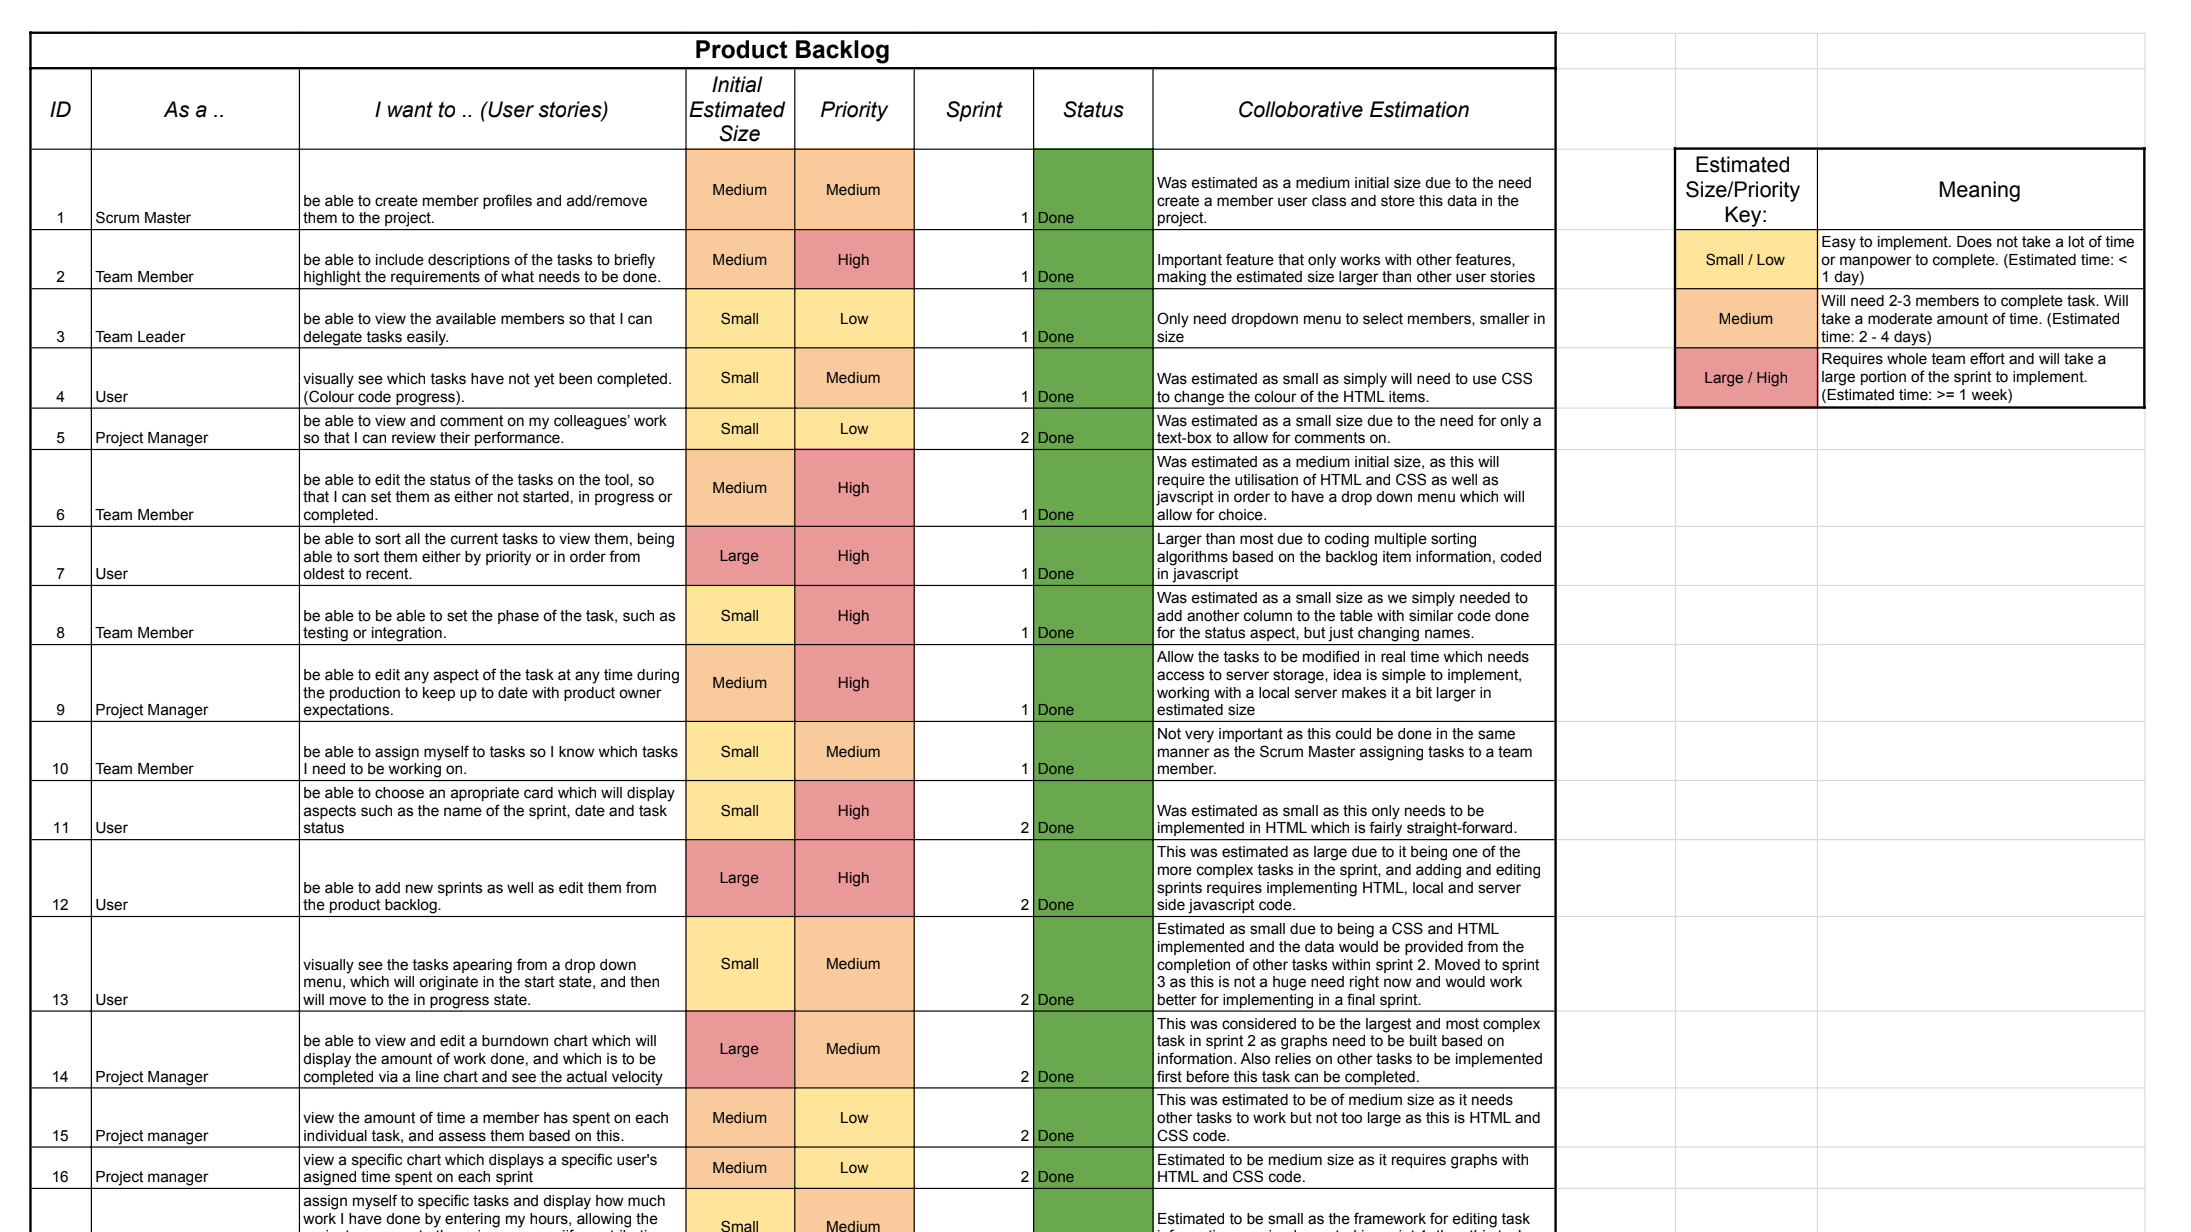 Product Backlog
ID
As a ..
I want to .. (User stories)
Initial
Estimated
Size
Priority
Sprint
Status
Colloborative Estimation
1
Scrum Master
be able to create member profiles and add/remove
them to the project.
Medium
Medium
1
Done
Was estimated as a medium initial size due to the need
create a member user class and store this data in the
project.
2
Team Member
be able to include descriptions of the tasks to briefly
highlight the requirements of what needs to be done.
Medium
High
1
Done
Important feature that only works with other features,
making the estimated size larger than other user stories
3
Team Leader
be able to view the available members so that I can
delegate tasks easily.
Small
Low
1
Done
Only need dropdown menu to select members, smaller in
size
4
User
visually see which tasks have not yet been completed.
(Colour code progress).
Small
Medium
1
Done
Was estimated as small as simply will need to use CSS
to change the colour of the HTML items.
5
Project Manager
be able to view and comment on my colleagues’ work
so that I can review their performance.
Small
Low
2
Done
Was estimated as a small size due to the need for only a
text-box to allow for comments on.
6
Team Member
be able to edit the status of the tasks on the tool, so
that I can set them as either not started, in progress or
completed.
Medium
High
1
Done
Was estimated as a medium initial size, as this will
require the utilisation of HTML and CSS as well as
javscript in order to have a drop down menu which will
allow for choice.
7
User
be able to sort all the current tasks to view them, being
able to sort them either by priority or in order from
oldest to recent.
Large
High
1
Done
Larger than most due to coding multiple sorting
algorithms based on the backlog item information, coded
in javascript
8
Team Member
be able to be able to set the phase of the task, such as
testing or integration.
Small
High
1
Done
Was estimated as a small size as we simply needed to
add another column to the table with similar code done
for the status aspect, but just changing names.
9
Project Manager
be able to edit any aspect of the task at any time during
the production to keep up to date with product owner
expectations.
Medium
High
1
Done
Allow the tasks to be modified in real time which needs
access to server storage, idea is simple to implement,
working with a local server makes it a bit larger in
estimated size
10
Team Member
be able to assign myself to tasks so I know which tasks
I need to be working on.
Small
Medium
1
Done
Not very important as this could be done in the same
manner as the Scrum Master assigning tasks to a team
member.
11
User
be able to choose an apropriate card which will display
aspects such as the name of the sprint, date and task
status
Small
High
2
Done
Was estimated as small as this only needs to be
implemented in HTML which is fairly straight-forward.
12
User
be able to add new sprints as well as edit them from
the product backlog.
Large
High
2
Done
This was estimated as large due to it being one of the
more complex tasks in the sprint, and adding and editing
sprints requires implementing HTML, local and server
side javascript code.
13
User
visually see the tasks apearing from a drop down
menu, which will originate in the start state, and then
will move to the in progress state.
Small
Medium
2
Done
Estimated as small due to being a CSS and HTML
implemented and the data would be provided from the
completion of other tasks within sprint 2. Moved to sprint
3 as this is not a huge need right now and would work
better for implementing in a final sprint.
14
Project Manager
be able to view and edit a burndown chart which will
display the amount of work done, and which is to be
completed via a line chart and see the actual velocity
Large
Medium
2
Done
This was considered to be the largest and most complex
task in sprint 2 as graphs need to be built based on
information. Also relies on other tasks to be implemented
first before this task can be completed.
15
Project manager
view the amount of time a member has spent on each
individual task, and assess them based on this.
Medium
Low
2
Done
This was estimated to be of medium size as it needs
other tasks to work but not too large as this is HTML and
CSS code.
16
Project manager
view a specific chart which displays a specific user's
asigned time spent on each sprint
Medium
Low
2
Done
Estimated to be medium size as it requires graphs with
HTML and CSS code.
assign myself to specific tasks and display how much
work I have done by entering my hours, allowing the
Small
Medium
Estimated to be small as the framework for editing task
Estimated
Size/Priority
Key:
Meaning
Small / Low
Easy to implement. Does not take a lot of time
or manpower to complete. (Estimated time: <
1 day)
Medium
Will need 2-3 members to complete task. Will
take a moderate amount of time. (Estimated
time: 2 - 4 days)
Large / High
Requires whole team effort and will take a
large portion of the sprint to implement.
(Estimated time: >= 1 week)